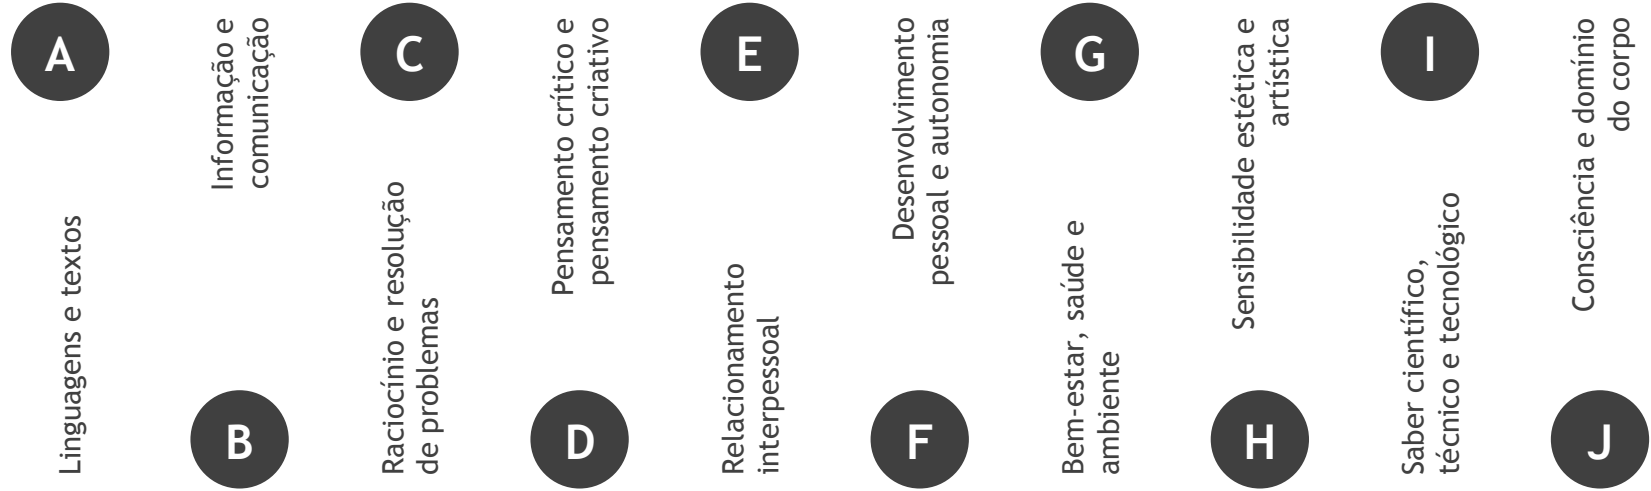 A
Linguagens e textos
Informação e
comunicação
B
C
Raciocínio e resolução
de problemas
Pensamento crítico e
pensamento criativo
D
E
Relacionamento
interpessoal
Desenvolvimento
pessoal e autonomia
F
G
Bem-estar, saúde e
ambiente
Sensibilidade estética e
artística
H
I
Saber científico,
técnico e tecnológico
Consciência e domínio
do corpo
J